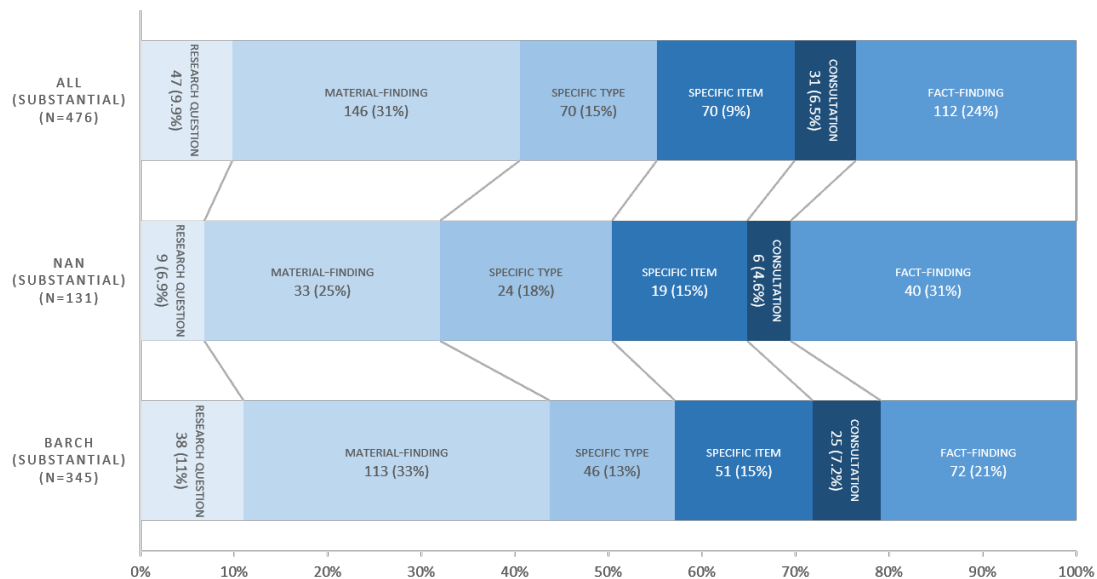 ALL
(SUBSTANTIAL)
(N=476)
RESEARCH QUESTION
47 (9.9%)
MATERIAL-FINDING
146 (31%)
SPECIFIC TYPE
70 (15%)
SPECIFIC ITEM
70 (9%)
CONSULTATION
31 (6.5%)
FACT-FINDING
112 (24%)
NAN
(SUBSTANTIAL)
(N=131)
RESEARCH QUESTION
9 (6.9%)
MATERIAL-FINDING
33 (25%)
SPECIFIC TYPE
24 (18%)
SPECIFIC ITEM
19 (15%)
CONSULTATION
6 (4.6%)
FACT-FINDING
40 (31%)
BARCH
(SUBSTANTIAL)
(N=345)
RESEARCH QUESTION
38 (11%)
MATERIAL-FINDING
113 (33%)
SPECIFIC TYPE
46 (13%)
SPECIFIC ITEM
51 (15%)
CONSULTATION
25 (7.2%)
FACT-FINDING
72 (21%)
0% 10% 20% 30% 40% 50% 60% 70% 80% 90% 100%